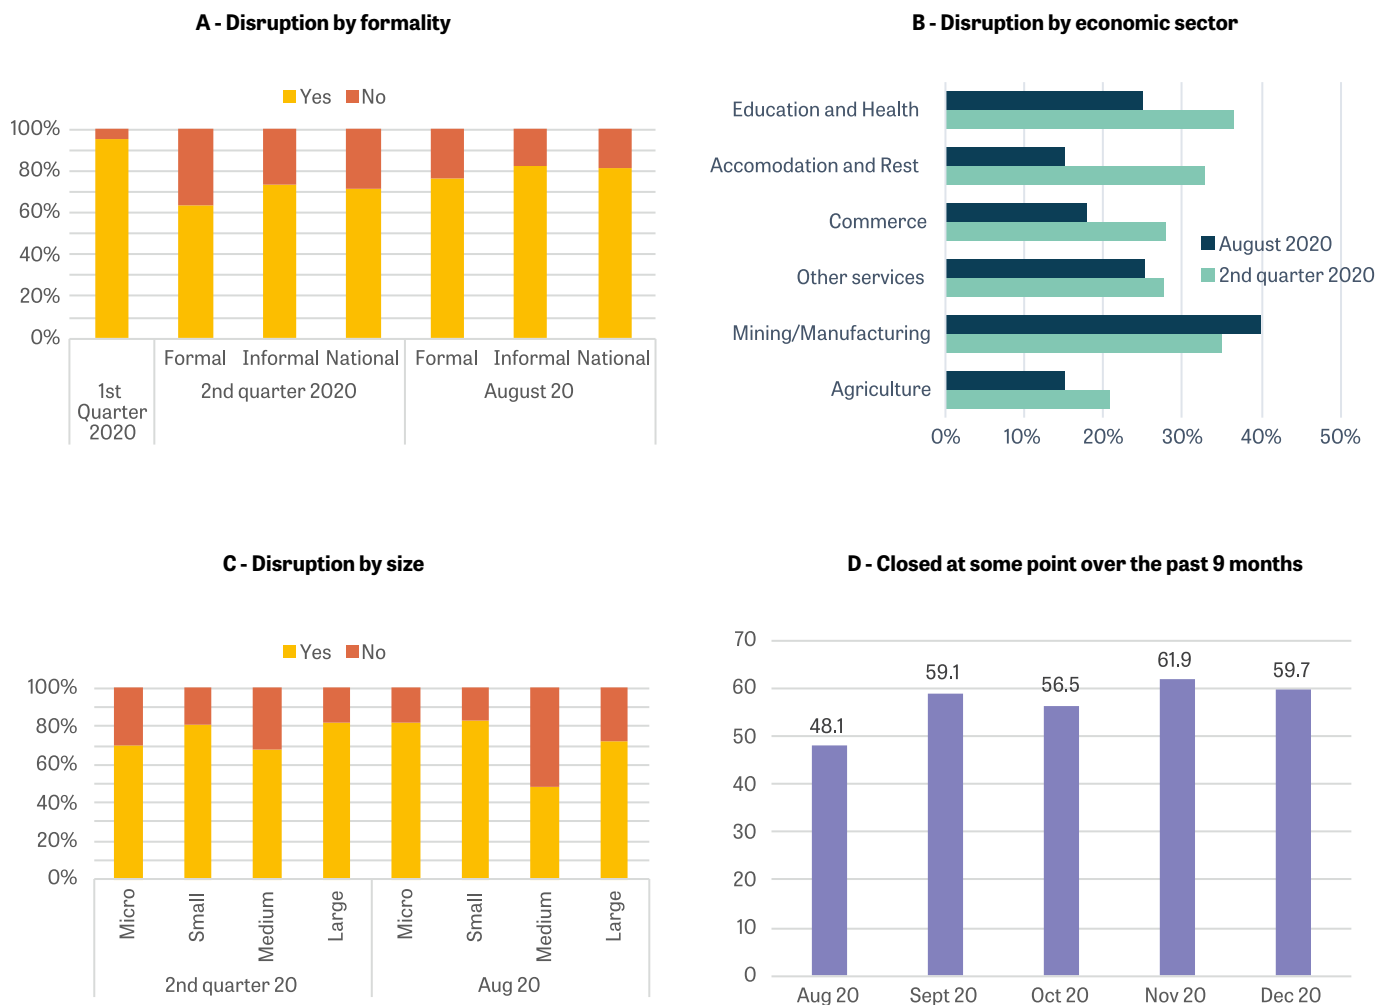 A - Disruption by formality
Yes No
100%
80%
60%
40%
20%
0%
Formal Informal National Formal Informal National
1st Quarter 2020
2nd quarter 2020
August 20
B - Disruption by economic sector
Education and Health
Accomodation and Rest
Commerce
Other services
Mining/Manufacturing
Agriculture
August 2020
2nd quarter 2020
0% 10% 20% 30% 40% 50%
C - Disruption by size
Yes No
100%
80%
60%
40%
20%
0%
Micro Small Medium Large Micro Small Medium Large
2nd quarter 20 Aug 20
D - Closed at some point over the past 9 months
70
60
50
40
30
20
10
0
48.1 59.1 56.5 61.9 59.7
Aug 20 Sept 20 Oct 20 Nov 20 Dec 20